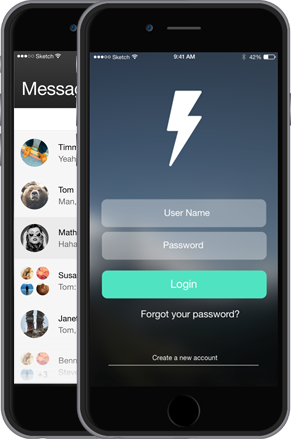 Sketch
Messag
Timm
Yeah
Tom
Man,
Math
Haha
Susa
Tom:
Janet
Tom,
Benn
+3
Steve
Sketch
9:41 AM
42%
User Name
Password
Login
Forgot your password?
Create a new account